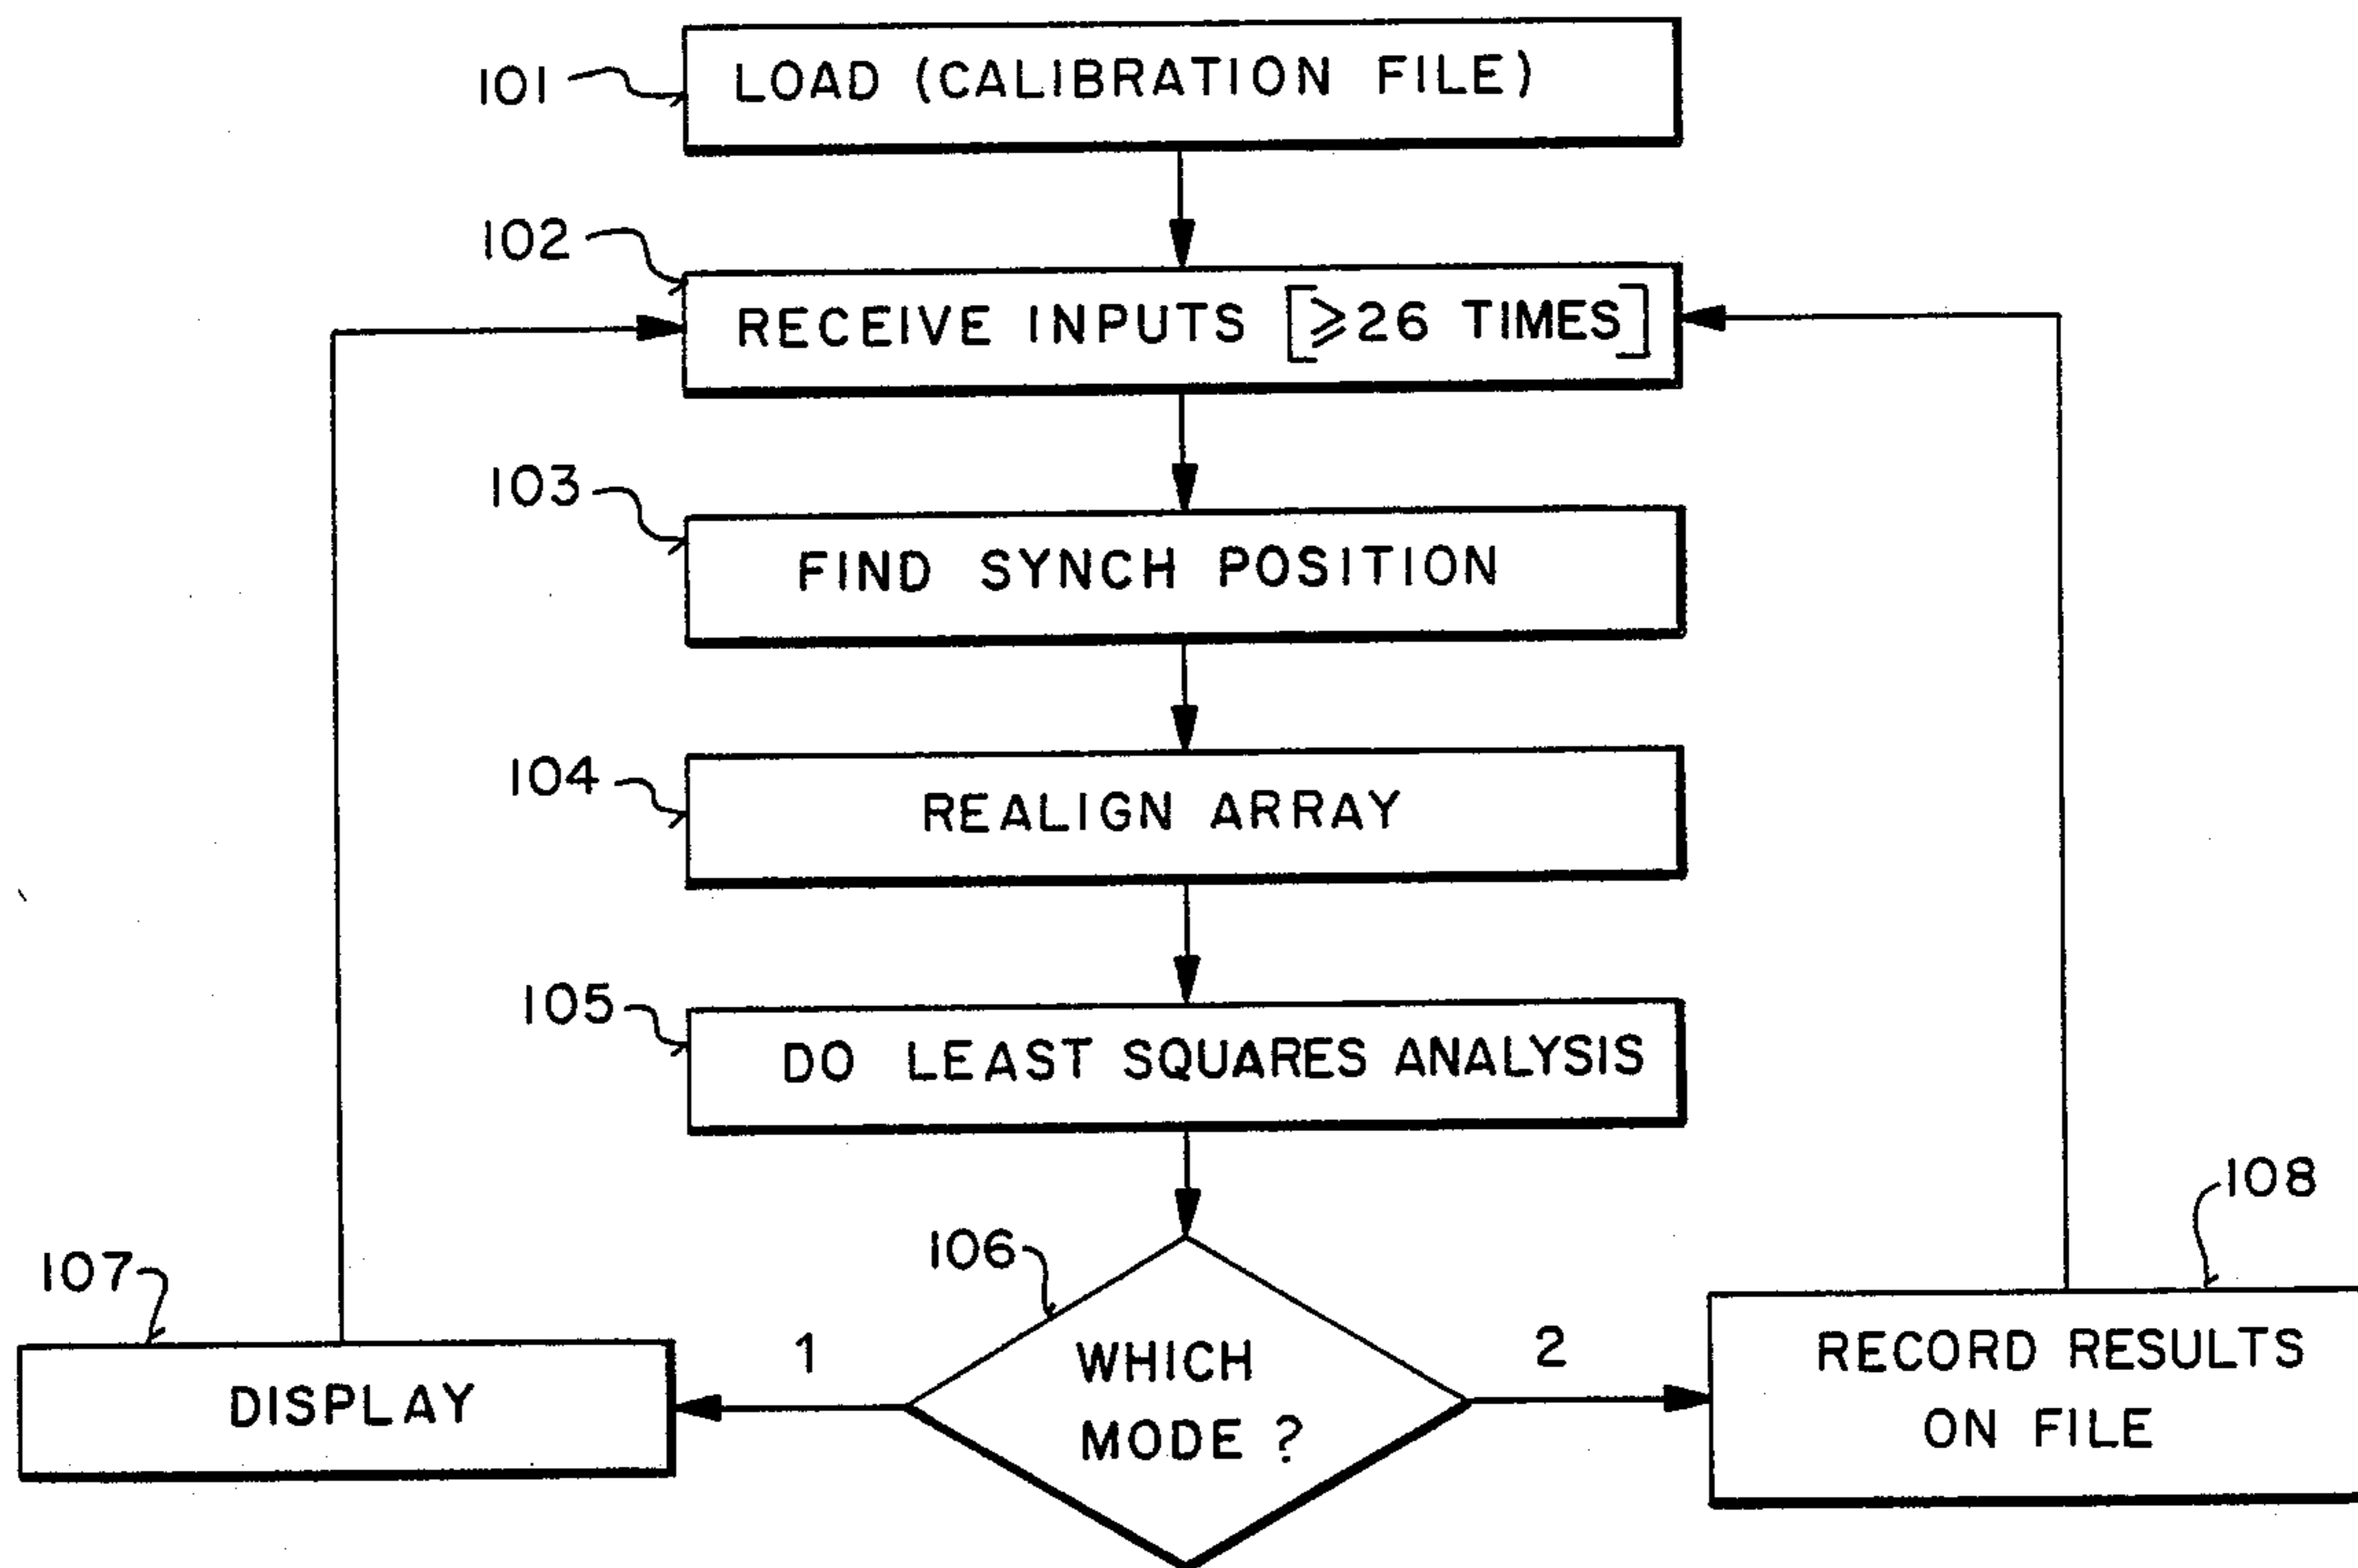 101
LOAD (CALIBRATION FILE)
102
RECEIVE INPUTS [⩾26 TIMES]
103
FIND SYNCH POSITION
104
REALIGN ARRAY
105
DO LEAST SQUARES ANALYSIS
106
WHICH
MODE ?
1
2
107
DISPLAY
108
RECORD RESULTS
ON FILE